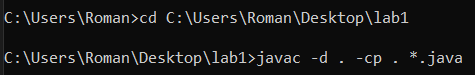 C:\Users\Roman>cd C:\Users\Roman\Desktop\lab1
C:\Users\Roman\Desktop\lab1>javac -d . -cp . *.java